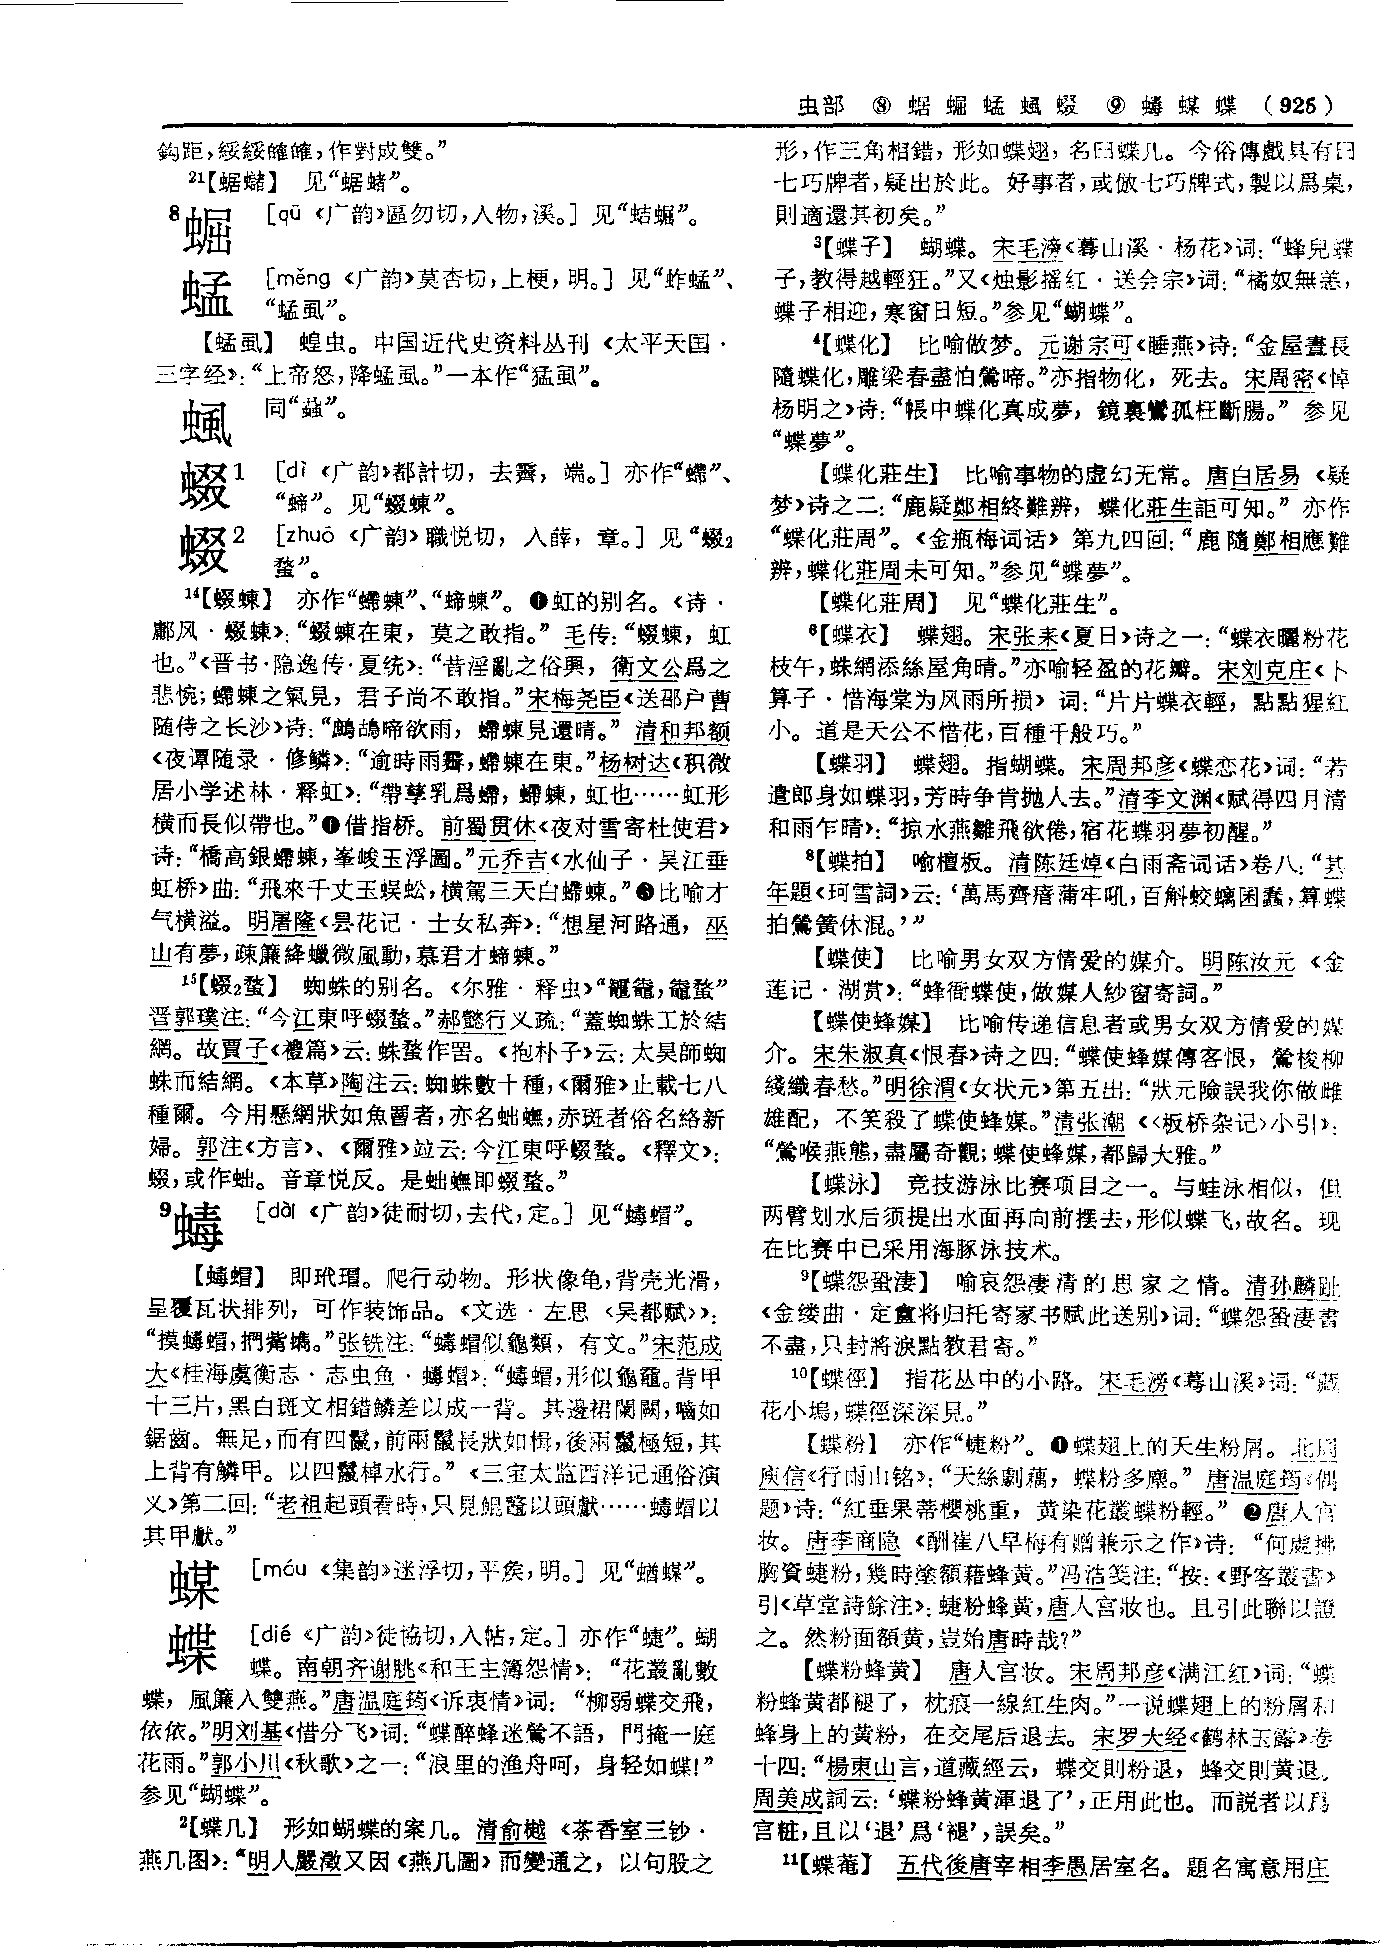 虫部 ⑧ 蜛 䖦 蜢 䗀 蝃 ⑨ 蝳 䗋 蝶 (925)
鈎距，綏綏皠皠，作對成雙。”
²¹【蜛蠩】 见“蜛蝫”。
8 [qū《广韵》區勿切，入物，溪。] 见“蛣𧌑”。
蜢 [měng《广韵》莫杏切，上梗，明。] 见“蚱蜢”、
“蜢虱”。
【蜢虱】 蝗虫。中国近代史资料丛刊《太平天国·
三字经》：“上帝怒，降蜢虱。”一本作“猛虱”。
同“蝨”。
蝃1 [dì《广韵》都計切，去霽，端。] 亦作“螮”、
“蝭”。见“蝃蝀”。
蝃2 [zhuō《广韵》職悦切，入薛，章。] 见“蝃₂
蝥”。
¹⁴【蝃蝀】 亦作“螮蝀”、“蝭蝀”。❶虹的别名。《诗·
鄘风·蝃蝀》：“蝃蝀在東，莫之敢指。”毛传：“蝃蝀，虹
也。”《晋书·隐逸传·夏统》：“昔淫亂之俗興，衛文公爲之
悲惋；螮蝀之氣見，君子尚不敢指。”宋梅尧臣《送邵户曹
随侍之长沙》诗：“鷓鴣啼欲雨，螮蝀見還晴。”清和邦额
《夜谭随录·修鳞》：“逾時雨霽，螮蝀在東。”杨树达《积微
居小学述林·释虹》：“帶孳乳爲螮，螮蝀，虹也……虹形
横而長似帶也。”❷借指桥。前蜀贯休《夜对雪寄杜使君》
诗：“橋高銀螮蝀，峯峻玉浮圖。”元乔吉《水仙子·吴江垂
虹桥》曲：“飛來千丈玉蜈蚣，横駕三天白螮蝀。”❸比喻才
气横溢。明屠隆《昙花记·士女私奔》：“想星河路通，巫
山有夢，疎簾絳蠟微風動，慕君才蝭蝀。”
¹⁵【蝃₂蝥】 蜘蛛的别名。《尔雅·释虫》“鼅鼄，鼄蝥”
晋郭璞注：“今江東呼蝃蝥。”郝懿行义疏：“蓋蜘蛛工於結
網。故賈子《禮篇》云：蛛蝥作罟。《抱朴子》云：太昊師蜘
蛛而結網。《本草》陶注云：蜘蛛數十種，《爾雅》止載七八
種爾。今用懸網狀如魚罾者，亦名䖦蟱，赤斑者俗名絡新
婦。郭注《方言》、《爾雅》竝云：今江東呼蝃蝥。《釋文》：
蝃，或作䖦。音章悦反。是䖦蟱即蝃蝥。”
9蝳 [dài《广韵》徒耐切，去代，定。] 见“蝳蝐”。
【蝳蝐】 即玳瑁。爬行动物。形状像龟，背壳光滑，
呈覆瓦状排列，可作装饰品。《文选·左思〈吴都赋〉》：
“摸蝳蝐，捫觜蠵。”张铣注：“蝳蝐似龜類，有文。”宋范成
大《桂海虞衡志·志虫鱼·蝳蝐》：“蝳蝐，形似龜黿。背甲
十三片，黑白斑文相錯鱗差以成一背。其邊裙闌闕，嚙如
鋸齒。無足，而有四鬣，前兩鬣長狀如楫，後兩鬣極短，其
上背有鱗甲。以四鬣棹水行。”《三宝太监西洋记通俗演
义》第二回：“老祖起頭看時，只見鯤鼇以頭獻……蝳蝐以
其甲獻。”
[móu《集韵》迷浮切，平侯，明。] 见“蝤䗋”。
蝶 [dié《广韵》徒協切，入帖，定。] 亦作“蜨”。蝴
蝶。南朝齐谢朓《和王主簿怨情》：“花叢亂數
蝶，風簾入雙燕。”唐温庭筠《诉衷情》词：“柳弱蝶交飛，
依依。”明刘基《惜分飞》词：“蝶醉蜂迷鶯不語，門掩一庭
花雨。”郭小川《秋歌》之一：“浪里的渔舟呵，身轻如蝶！”
参见“蝴蝶”。
²【蝶几】 形如蝴蝶的案几。清俞樾《茶香室三钞·
燕几图》：“明人嚴澂又因《燕几圖》而變通之，以句股之
形，作三角相錯，形如蝶翅，名曰蝶几。今俗傳戲具有曰
七巧牌者，疑出於此。好事者，或倣七巧牌式，製以爲桌，
則適還其初矣。”
³【蝶子】 蝴蝶。宋毛滂《蓦山溪·杨花》词：“蜂兒蝶
子，教得越輕狂。”又《烛影摇红·送会宗》词：“橘奴無恙，
蝶子相迎，寒窗日短。”参见“蝴蝶”。
⁴【蝶化】 比喻做梦。元谢宗可《睡燕》诗：“金屋晝長
隨蝶化，雕梁春盡怕鶯啼。”亦指物化，死去。宋周密《悼
杨明之》诗：“帳中蝶化真成夢，鏡裏鸞孤枉斷腸。”参见
“蝶夢”。
【蝶化莊生】 比喻事物的虚幻无常。唐白居易《疑
梦》诗之二：“鹿疑鄭相終難辨，蝶化莊生詎可知。”亦作
“蝶化莊周”。《金瓶梅词话》第九四回：“鹿隨鄭相應難
辨，蝶化莊周未可知。”参见“蝶夢”。
【蝶化莊周】 见“蝶化莊生”。
⁶【蝶衣】 蝶翅。宋张耒《夏日》诗之一：“蝶衣曬粉花
枝午，蛛網添絲屋角晴。”亦喻轻盈的花瓣。宋刘克庄《卜
算子·惜海棠为风雨所损》词：“片片蝶衣輕，點點猩紅
小。道是天公不惜花，百種千般巧。”
【蝶羽】 蝶翅。指蝴蝶。宋周邦彦《蝶恋花》词：“若
遣郎身如蝶羽，芳時争肯抛人去。”清李文渊《赋得四月清
和雨乍晴》：“掠水燕雛飛欲倦，宿花蝶羽夢初醒。”
⁸【蝶拍】 喻檀板。清陈廷焯《白雨斋词话》卷八：“其
年題《珂雪詞》云：‘萬馬齊瘖蒲牢吼，百斛蛟螭困蠢，算蝶
拍鶯簧休混。’”
【蝶使】 比喻男女双方情爱的媒介。明陈汝元《金
莲记·湖赏》：“蜂衙蝶使，做媒人紗窗寄詞。”
【蝶使蜂媒】 比喻传递信息者或男女双方情爱的媒
介。宋朱淑真《恨春》诗之四：“蝶使蜂媒傳客恨，鶯梭柳
綫織春愁。”明徐渭《女状元》第五出：“狀元險誤我你做雌
雄配，不笑殺了蝶使蜂媒。”清张潮《〈板桥杂记〉小引》：
“鶯喉燕態，盡屬奇觀；蝶使蜂媒，都歸大雅。”
【蝶泳】 竞技游泳比赛项目之一。与蛙泳相似，但
两臂划水后须提出水面再向前摆去，形似蝶飞，故名。现
在比赛中已采用海豚泳技术。
⁹【蝶怨蛩淒】 喻哀怨凄清的思家之情。清孙麟趾
《金缕曲·定盦将归托寄家书赋此送别》词：“蝶怨蛩淒書
不盡，只封將淚點教君寄。”
¹⁰【蝶徑】 指花丛中的小路。宋毛滂《蓦山溪》词：“藏
花小塢，蝶徑深深見。”
【蝶粉】 亦作“蜨粉”。❶蝶翅上的天生粉屑。北周
庾信《行雨山铭》：“天絲劇藕，蝶粉多塵。”唐温庭筠《偶
题》诗：“紅垂果蒂櫻桃重，黄染花叢蝶粉輕。”❷唐人宫
妆。唐李商隐《酬崔八早梅有赠兼示之作》诗：“何處拂
胸資蜨粉，幾時塗額藉蜂黄。”冯浩笺注：“按：《野客叢書》
引《草堂詩餘注》：蜨粉蜂黄，唐人宫妝也。且引此聯以證
之。然粉面額黄，豈始唐時哉？”
【蝶粉蜂黄】 唐人宫妆。宋周邦彦《满江红》词：“蝶
粉蜂黄都褪了，枕痕一線紅生肉。”一说蝶翅上的粉屑和
蜂身上的黄粉，在交尾后退去。宋罗大经《鹤林玉露》卷
十四：“楊東山言，道藏經云，蝶交則粉退，蜂交則黄退。
周美成詞云：‘蝶粉蜂黄渾退了’，正用此也。而説者以爲
宫粧，且以‘退’爲‘褪’，誤矣。”
¹¹【蝶菴】 五代後唐宰相李愚居室名。題名寓意用庄